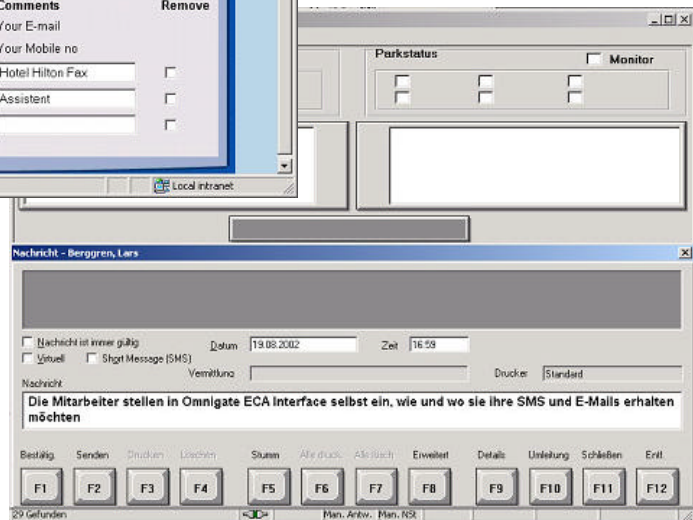 Comments Remove
Your E-mail
Your Mobile no
Hotel Hilton Fax
Assistent
Local intranet
Parkstatus
Monitor
Nachricht - Berggren, Lars
Nachricht ist immer gültig Datum 19.08.2002 Zeit 16:59
Virtuell Short Message (SMS)
Vermittlung Drucker Standard
Nachricht
Die Mitarbeiter stellen in Omnigate ECA Interface selbst ein, wie und wo sie ihre SMS und E-Mails erhalten
möchten
Bestätig. Senden Drucken Löschen Stumm Alle druck. Alle lösch. Erweitert Details Umleitung Schließen Entf.
F1 F2 F3 F4 F5 F6 F7 F8 F9 F10 F11 F12
29 Gefunden Man. Antw. Man. NSt